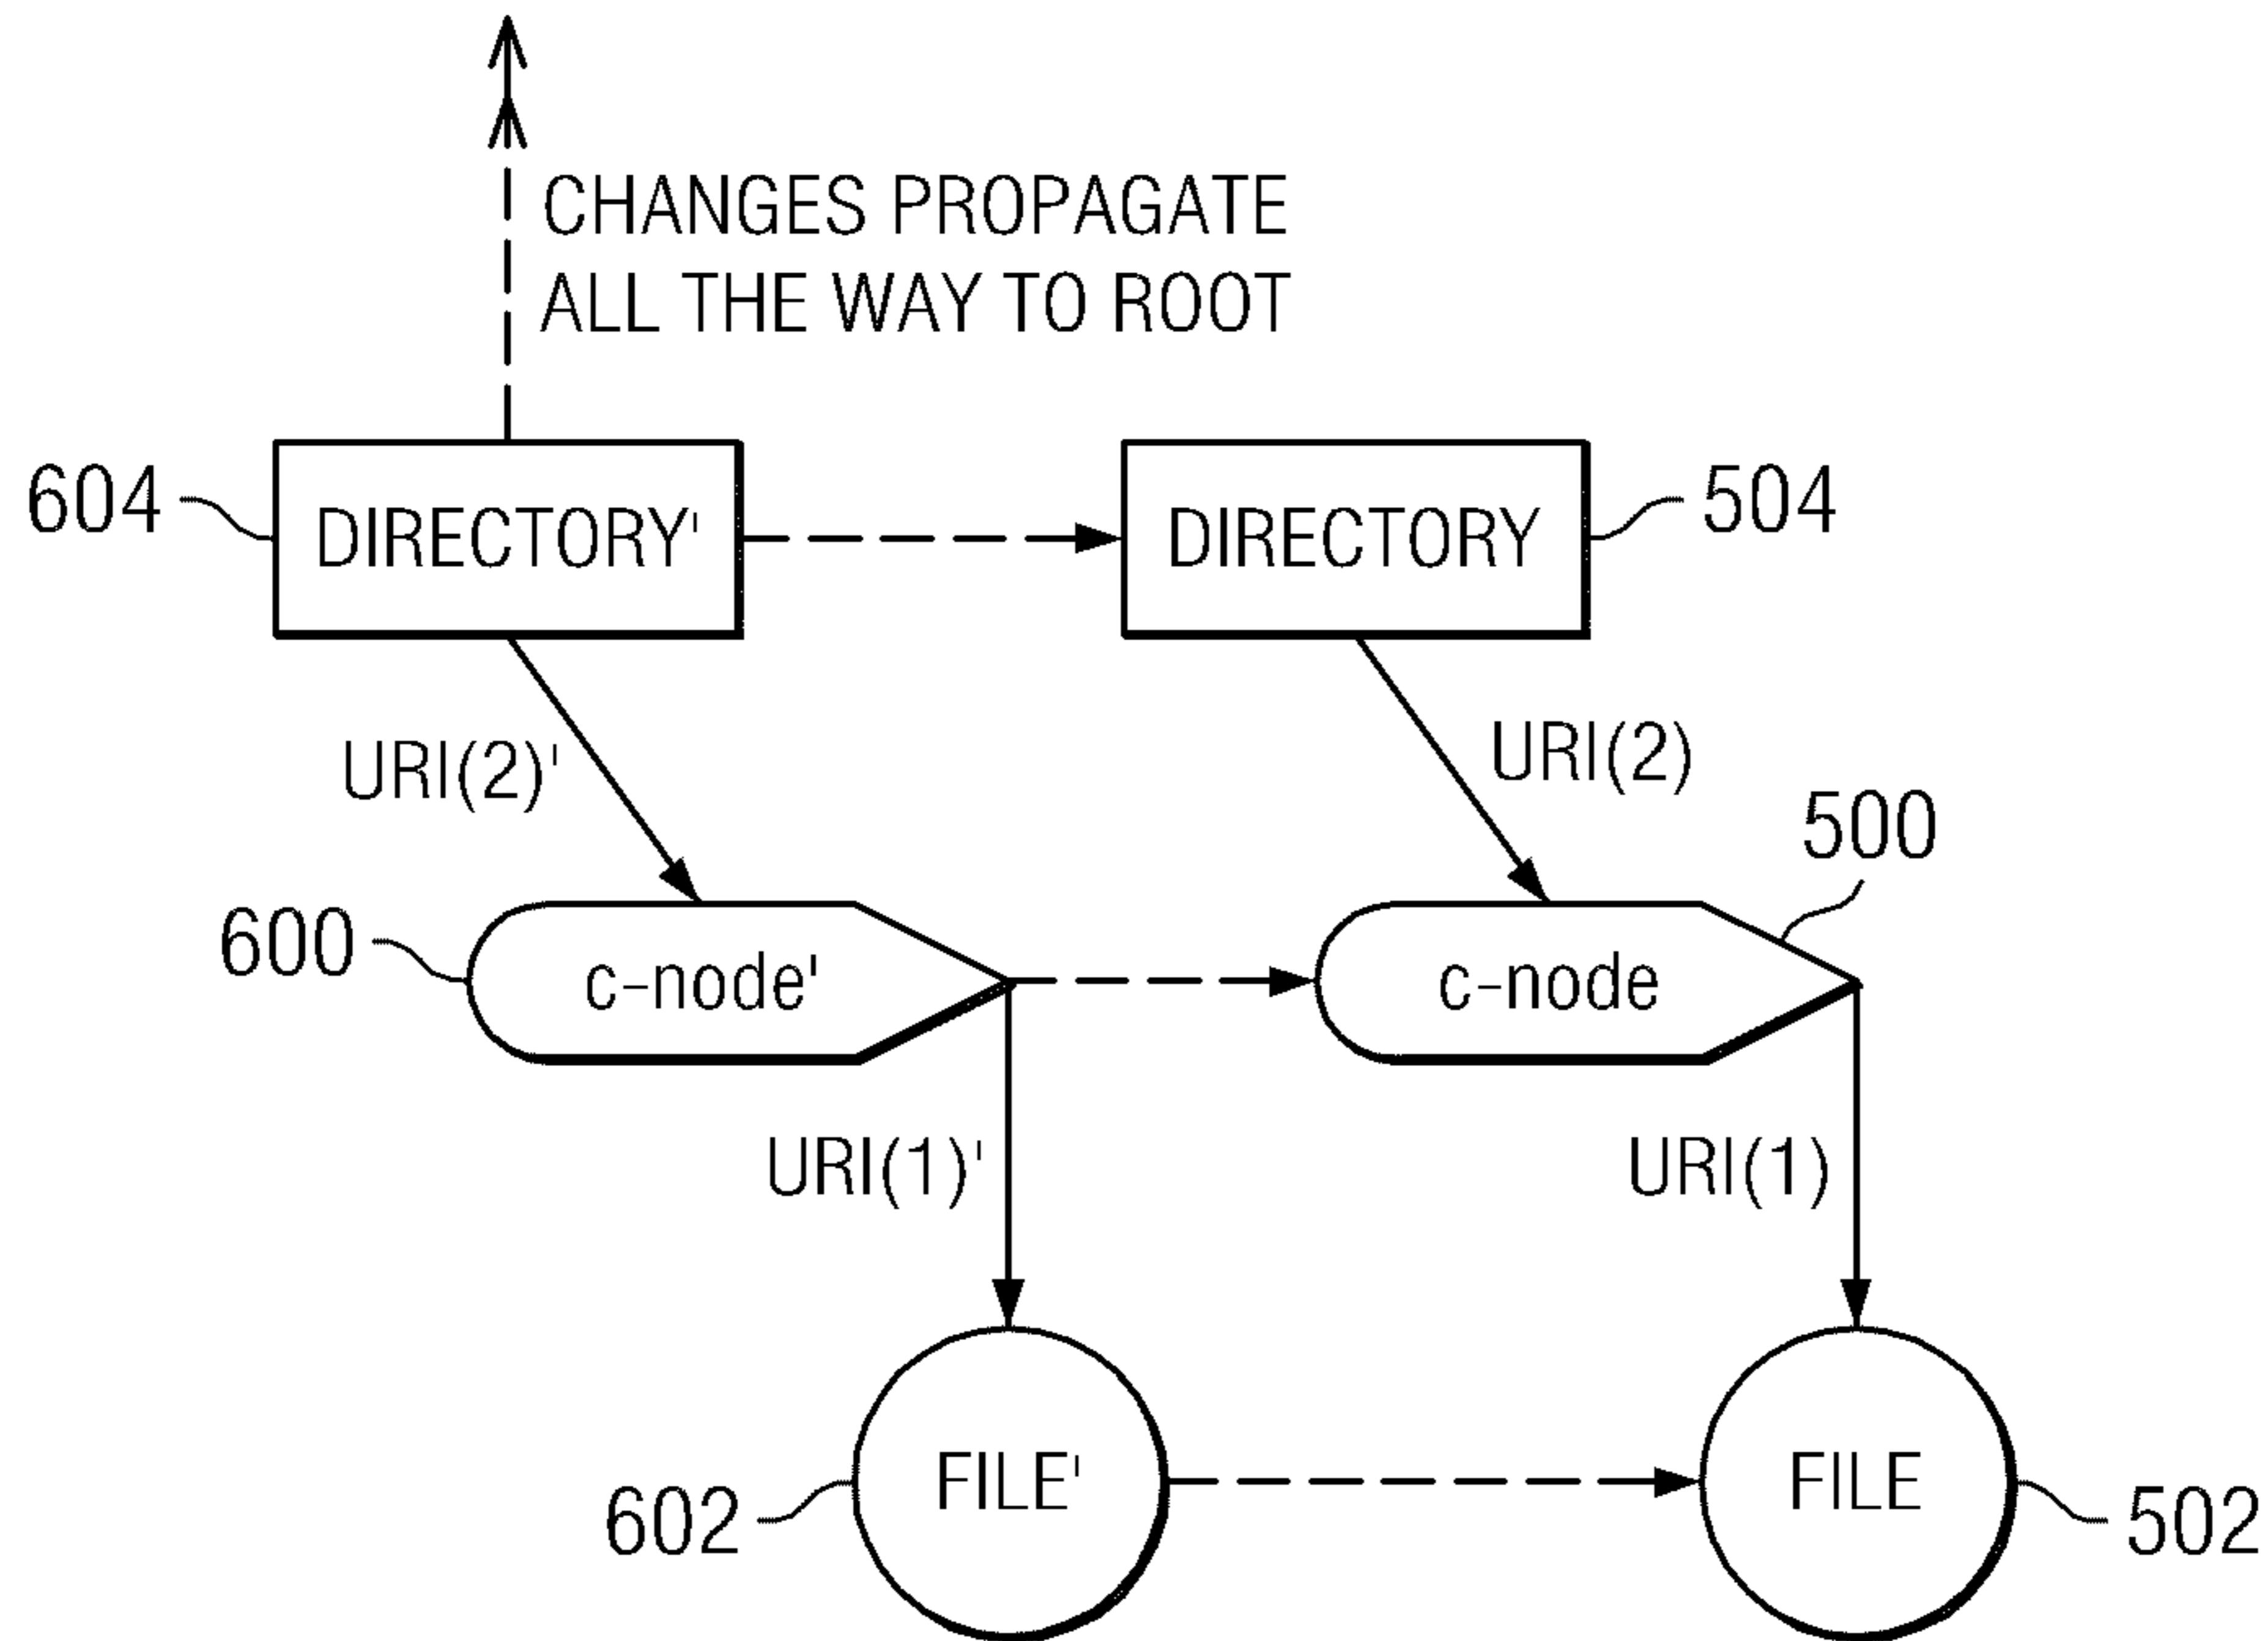 CHANGES PROPAGATE
ALL THE WAY TO ROOT
604
DIRECTORY'
DIRECTORY
504
URI(2)'
URI(2)
500
600
c-node'
c-node
URI(1)'
URI(1)
FILE'
FILE
602
502